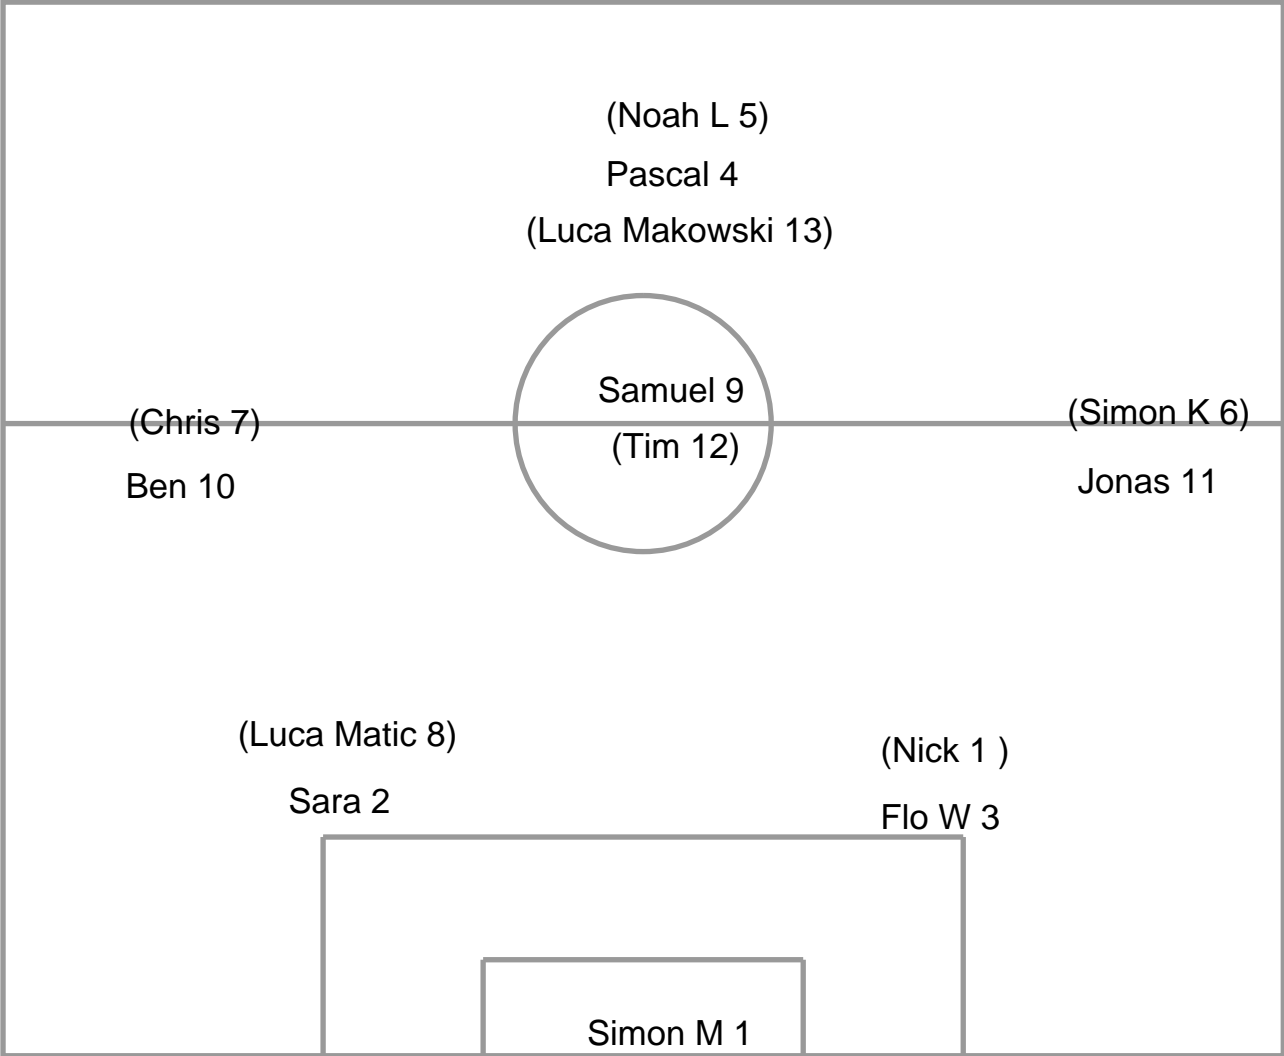 (Noah L 5)
Pascal 4
(Luca Makowski 13)
Samuel 9
(Tim 12)
(Chris 7)
Ben 10
(Simon K 6)
Jonas 11
(Luca Matic 8)
Sara 2
(Nick 1 )
Flo W 3
Simon M 1